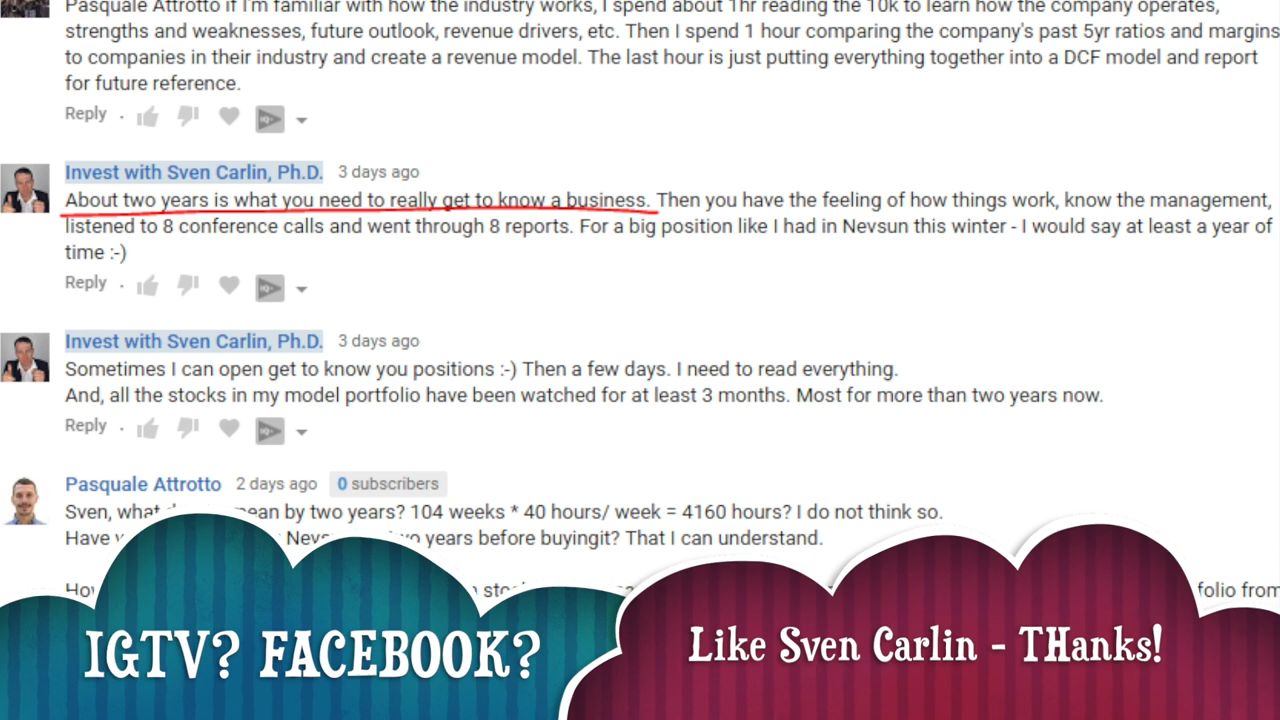 Pasquale Attrotto if I'm familiar with how the industry works, I spend about 1hr reading the 10k to learn how the company operates,
strengths and weaknesses, future outlook, revenue drivers, etc. Then I spend 1 hour comparing the company's past 5yr ratios and margins
to companies in their industry and create a revenue model. The last hour is just putting everything together into a DCF model and report
for future reference.
Reply
Invest with Sven Carlin, Ph.D. 3 days ago
About two years is what you need to really get to know a business. Then you have the feeling of how things work, know the management,
listened to 8 conference calls and went through 8 reports. For a big position like I had in Nevsun this winter - I would say at least a year of
time :-)
Reply
Invest with Sven Carlin, Ph.D. 3 days ago
Sometimes I can open get to know you positions :-) Then a few days. I need to read everything.
And, all the stocks in my model portfolio have been watched for at least 3 months. Most for more than two years now.
Reply
Pasquale Attrotto 2 days ago 0 subscribers
Sven, what mean by two years? 104 weeks * 40 hours/ week = 4160 hours? I do not think so.
Have years before buyingit? That I can understand.
IGTV? FACEBOOK?
Like Sven Carlin - THanks!